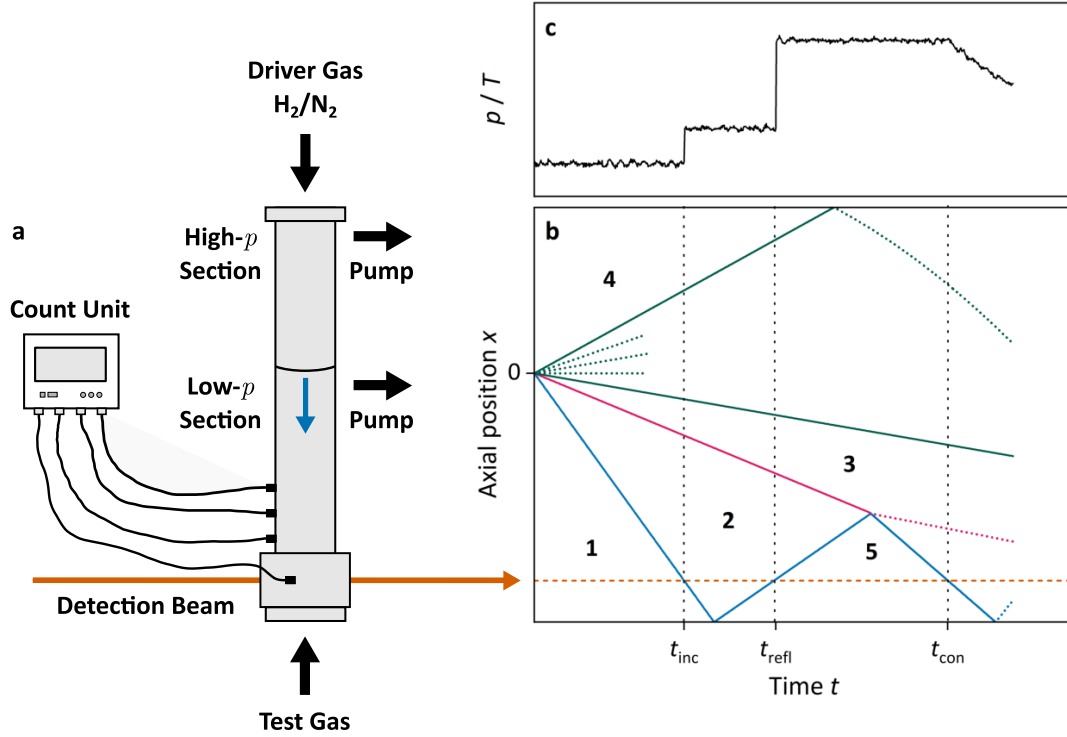 a
Driver Gas
H₂/N₂
High-p
Section
Pump
Count Unit
Low-p
Section
Pump
Detection Beam
Test Gas
c
p / T
b
Axial position x
0
4
3
2
1
5
t_inc
t_refl
t_con
Time t